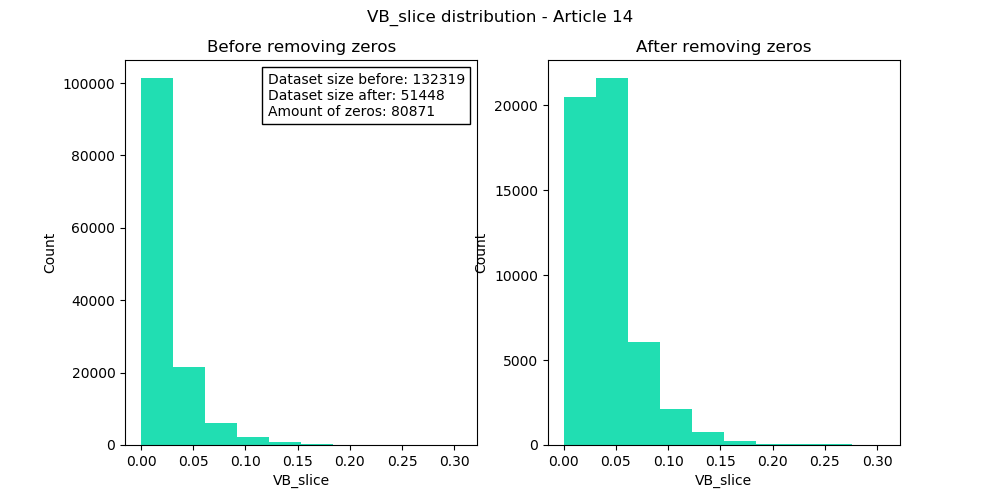 VB_slice distribution - Article 14
Before removing zeros
Dataset size before: 132319
Dataset size after: 51448
Amount of zeros: 80871
100000
80000
60000
40000
20000
0
Count
0.00 0.05 0.10 0.15 0.20 0.25 0.30
VB_slice
After removing zeros
20000
15000
10000
5000
0
Count
0.00 0.05 0.10 0.15 0.20 0.25 0.30
VB_slice